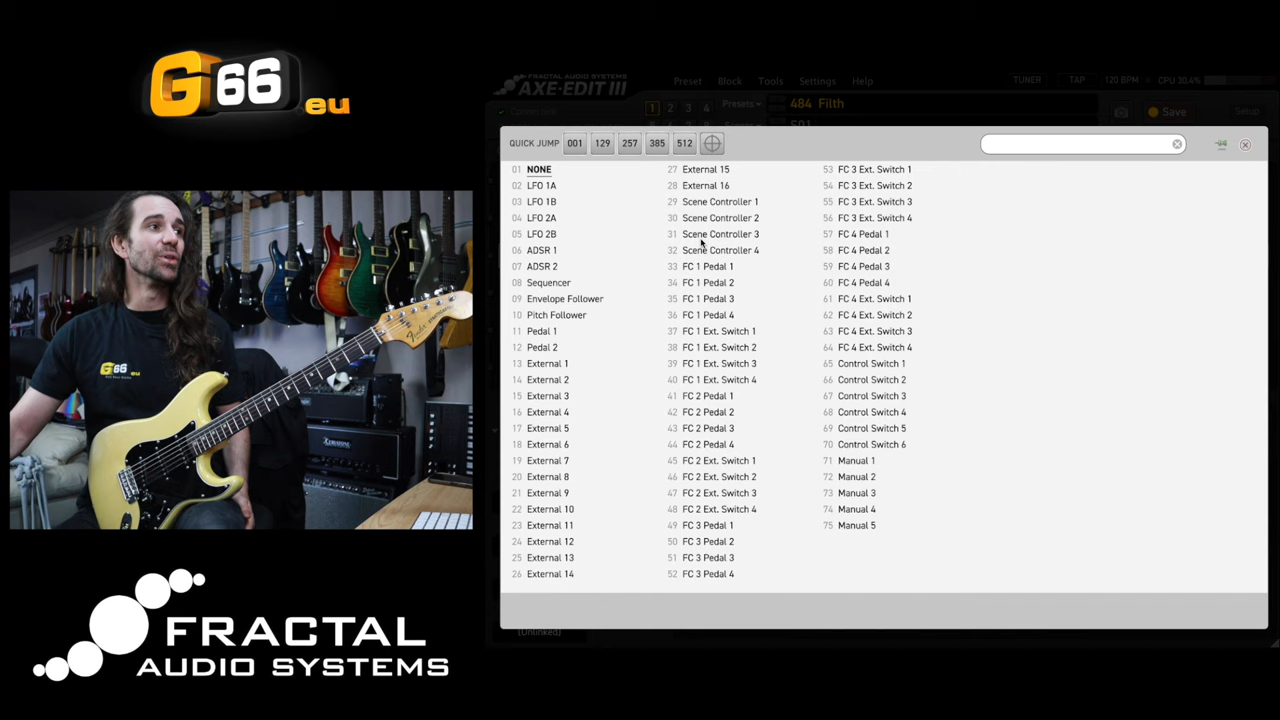 G66.eu
G66.eu
Fender
FRACTAL
AUDIO SYSTEMS
FRACTAL AUDIO SYSTEMS
AXE-EDIT III
Preset Block Tools Settings Help
TUNER TAP 120 BPM CPU 30.4%
1 2 3 4 Presets 484 Filth
S01
Save Setup
QUICK JUMP 001 129 257 385 512
01 NONE
02 LFO 1A
03 LFO 1B
04 LFO 2A
05 LFO 2B
06 ADSR 1
07 ADSR 2
08 Sequencer
09 Envelope Follower
10 Pitch Follower
11 Pedal 1
12 Pedal 2
13 External 1
14 External 2
15 External 3
16 External 4
17 External 5
18 External 6
19 External 7
20 External 8
21 External 9
22 External 10
23 External 11
24 External 12
25 External 13
26 External 14
27 External 15
28 External 16
29 Scene Controller 1
30 Scene Controller 2
31 Scene Controller 3
32 Scene Controller 4
33 FC 1 Pedal 1
34 FC 1 Pedal 2
35 FC 1 Pedal 3
36 FC 1 Pedal 4
37 FC 1 Ext. Switch 1
38 FC 1 Ext. Switch 2
39 FC 1 Ext. Switch 3
40 FC 1 Ext. Switch 4
41 FC 2 Pedal 1
42 FC 2 Pedal 2
43 FC 2 Pedal 3
44 FC 2 Pedal 4
45 FC 2 Ext. Switch 1
46 FC 2 Ext. Switch 2
47 FC 2 Ext. Switch 3
48 FC 2 Ext. Switch 4
49 FC 3 Pedal 1
50 FC 3 Pedal 2
51 FC 3 Pedal 3
52 FC 3 Pedal 4
53 FC 3 Ext. Switch 1
54 FC 3 Ext. Switch 2
55 FC 3 Ext. Switch 3
56 FC 3 Ext. Switch 4
57 FC 4 Pedal 1
58 FC 4 Pedal 2
59 FC 4 Pedal 3
60 FC 4 Pedal 4
61 FC 4 Ext. Switch 1
62 FC 4 Ext. Switch 2
63 FC 4 Ext. Switch 3
64 FC 4 Ext. Switch 4
65 Control Switch 1
66 Control Switch 2
67 Control Switch 3
68 Control Switch 4
69 Control Switch 5
70 Control Switch 6
71 Manual 1
72 Manual 2
73 Manual 3
74 Manual 4
75 Manual 5
(Unlinked)